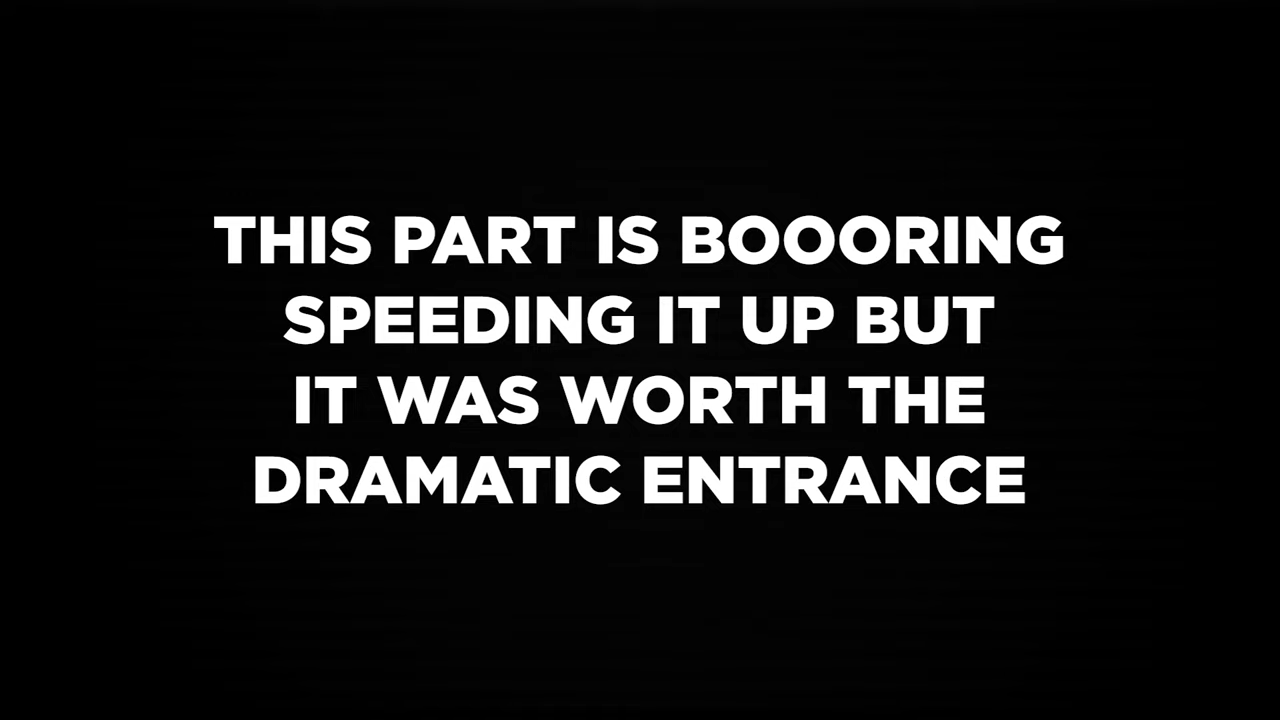 THIS PART IS BOOORING
SPEEDING IT UP BUT
IT WAS WORTH THE
DRAMATIC ENTRANCE